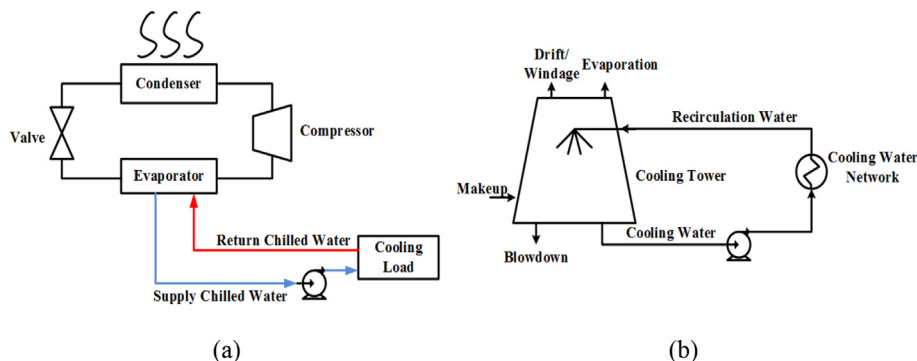 Condenser
Valve
Compressor
Evaporator
Return Chilled Water
Cooling
Load
Supply Chilled Water
(a)
Drift/
Windage
Evaporation
Recirculation Water
Cooling Water
Network
Makeup
Cooling Tower
Cooling Water
Blowdown
(b)